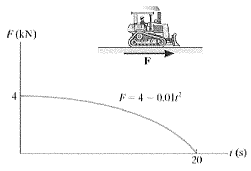 F (kN)
F
4
F = 4 − 0.01t²
t (s)
20